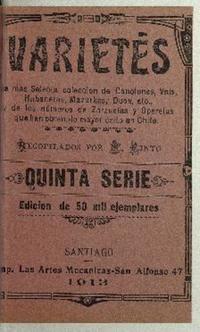 VARIETÉS
a más Selecta colección de Canciones, Vals,
Habaneras, Mazurkas, Duos, etc.,
y de los números de Zarzuelas y Operetas
que han obtenido mayor éxito en Chile.
RECOPILADOS POR PINTO
QUINTA SERIE
Edicion de 50 mil ejemplares
SANTIAGO
mp. Las Artes Mecanicas-San Alfonso 47
1913